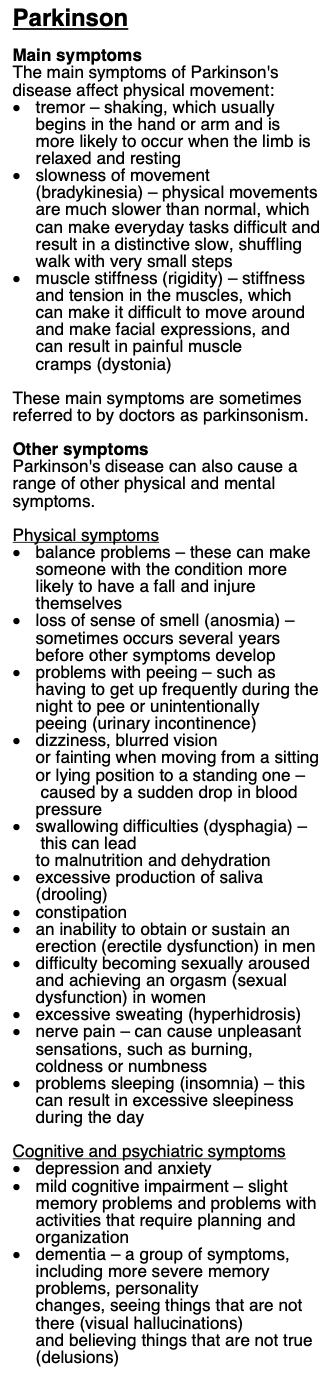 Parkinson
Main symptoms
The main symptoms of Parkinson's
disease affect physical movement:
• tremor – shaking, which usually
begins in the hand or arm and is
more likely to occur when the limb is
relaxed and resting
• slowness of movement
(bradykinesia) – physical movements
are much slower than normal, which
can make everyday tasks difficult and
result in a distinctive slow, shuffling
walk with very small steps
• muscle stiffness (rigidity) – stiffness
and tension in the muscles, which
can make it difficult to move around
and make facial expressions, and
can result in painful muscle
cramps (dystonia)
These main symptoms are sometimes
referred to by doctors as parkinsonism.
Other symptoms
Parkinson's disease can also cause a
range of other physical and mental
symptoms.
Physical symptoms
• balance problems – these can make
someone with the condition more
likely to have a fall and injure
themselves
• loss of sense of smell (anosmia) –
sometimes occurs several years
before other symptoms develop
• problems with peeing – such as
having to get up frequently during the
night to pee or unintentionally
peeing (urinary incontinence)
• dizziness, blurred vision
or fainting when moving from a sitting
or lying position to a standing one –
caused by a sudden drop in blood
pressure
• swallowing difficulties (dysphagia) –
this can lead
to malnutrition and dehydration
• excessive production of saliva
(drooling)
• constipation
• an inability to obtain or sustain an
erection (erectile dysfunction) in men
• difficulty becoming sexually aroused
and achieving an orgasm (sexual
dysfunction) in women
• excessive sweating (hyperhidrosis)
• nerve pain – can cause unpleasant
sensations, such as burning,
coldness or numbness
• problems sleeping (insomnia) – this
can result in excessive sleepiness
during the day
Cognitive and psychiatric symptoms
• depression and anxiety
• mild cognitive impairment – slight
memory problems and problems with
activities that require planning and
organization
• dementia – a group of symptoms,
including more severe memory
problems, personality
changes, seeing things that are not
there (visual hallucinations)
and believing things that are not true
(delusions)